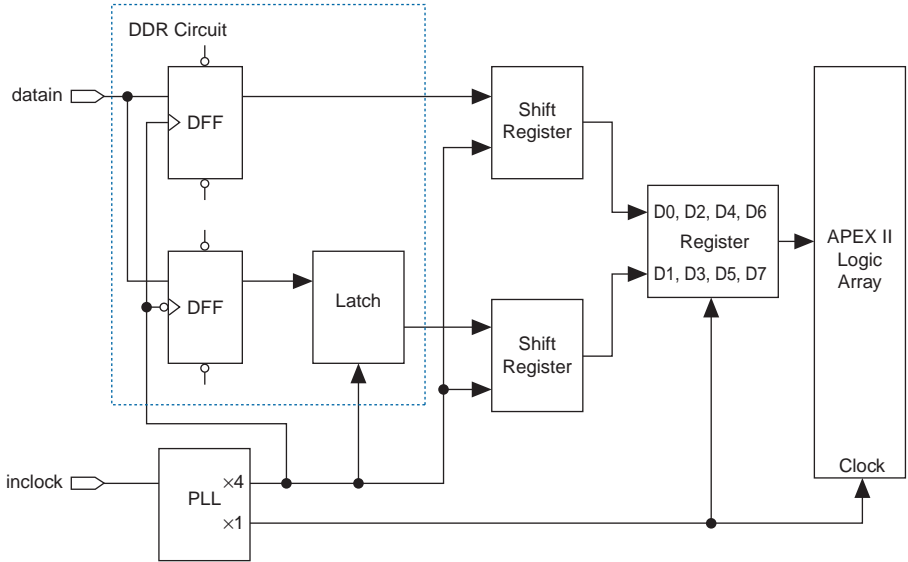 DDR Circuit
datain
DFF
Shift
Register
D0, D2, D4, D6
Register
D1, D3, D5, D7
APEX II
Logic
Array
DFF
Latch
Shift
Register
inclock
PLL
×4
×1
Clock